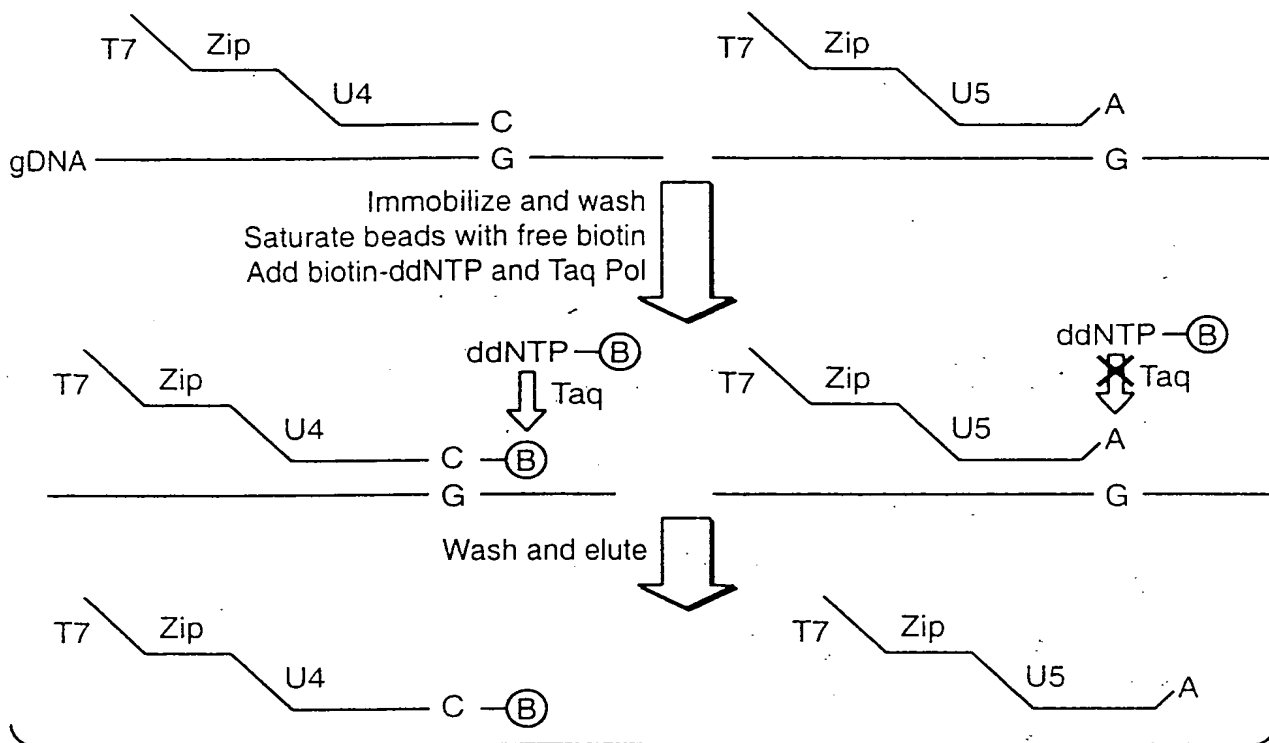 T7 Zip U4 C
T7 Zip U5 A
gDNA G G
Immobilize and wash
Saturate beads with free biotin
Add biotin-ddNTP and Taq Pol
ddNTP B
Taq
T7 Zip U4 C B
G
ddNTP B
Taq
T7 Zip U5 A
G
Wash and elute
T7 Zip U4 C B
T7 Zip U5 A